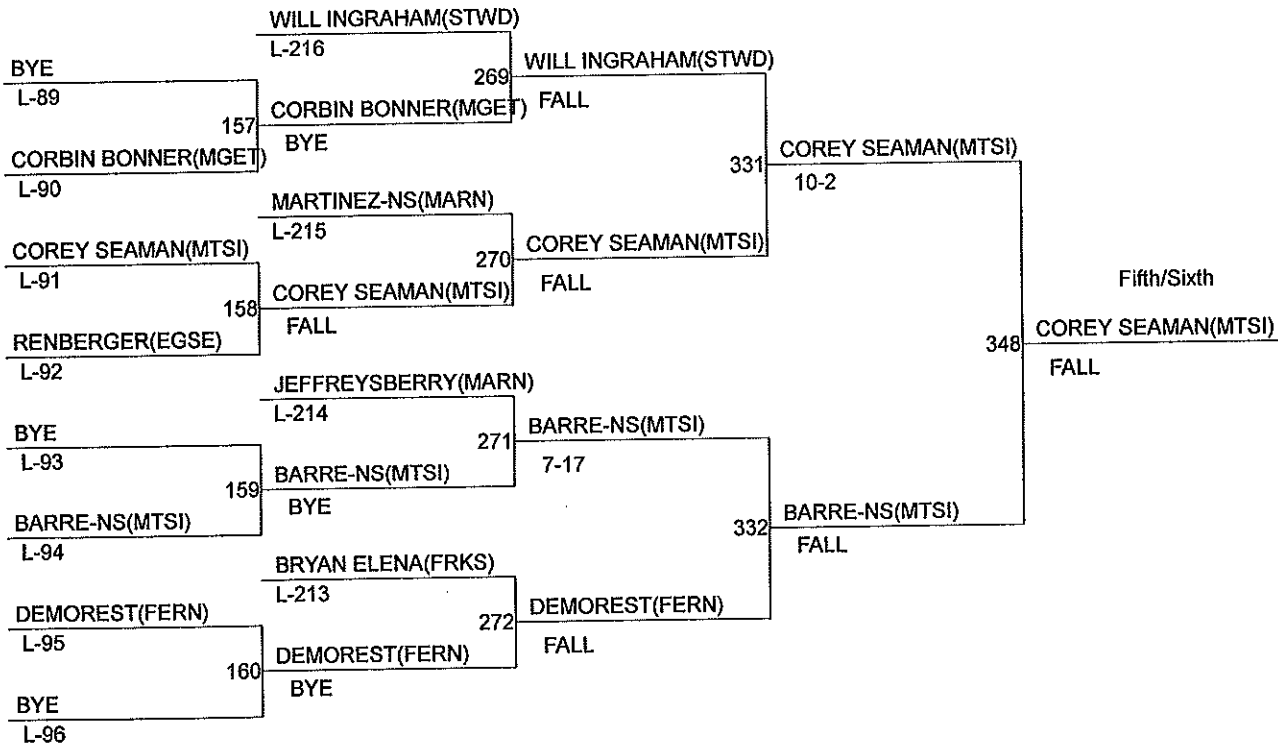 WILL INGRAHAM(STWD)
L-216
BYE
L-89
269
WILL INGRAHAM(STWD)
FALL
157
CORBIN BONNER(MGET)
BYE
CORBIN BONNER(MGET)
L-90
331
COREY SEAMAN(MTSI)
10-2
MARTINEZ-NS(MARN)
L-215
COREY SEAMAN(MTSI)
L-91
270
COREY SEAMAN(MTSI)
FALL
158
COREY SEAMAN(MTSI)
FALL
RENBERGER(EGSE)
L-92
Fifth/Sixth
348
COREY SEAMAN(MTSI)
FALL
JEFFREYSBERRY(MARN)
L-214
BYE
L-93
271
BARRE-NS(MTSI)
7-17
159
BARRE-NS(MTSI)
BYE
BARRE-NS(MTSI)
L-94
332
BARRE-NS(MTSI)
FALL
BRYAN ELENA(FRKS)
L-213
DEMOREST(FERN)
L-95
272
DEMOREST(FERN)
FALL
160
DEMOREST(FERN)
BYE
BYE
L-96